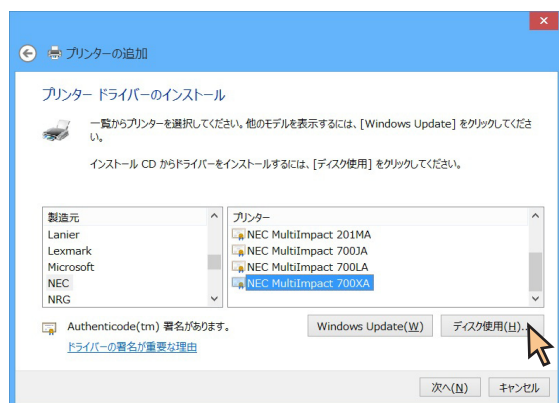 プリンターの追加
プリンター ドライバーのインストール
一覧からプリンターを選択してください。他のモデルを表示するには、[Windows Update] をクリックしてくださ
い。
インストール CD からドライバーをインストールするには、[ディスク使用] をクリックしてください。
製造元
Lanier
Lexmark
Microsoft
NEC
NRG
プリンター
NEC MultiImpact 201MA
NEC MultiImpact 700JA
NEC MultiImpact 700LA
NEC MultiImpact 700XA
Authenticode(tm) 署名があります。
ドライバーの署名が重要な理由
Windows Update(W)
ディスク使用(H)...
次へ(N)
キャンセル